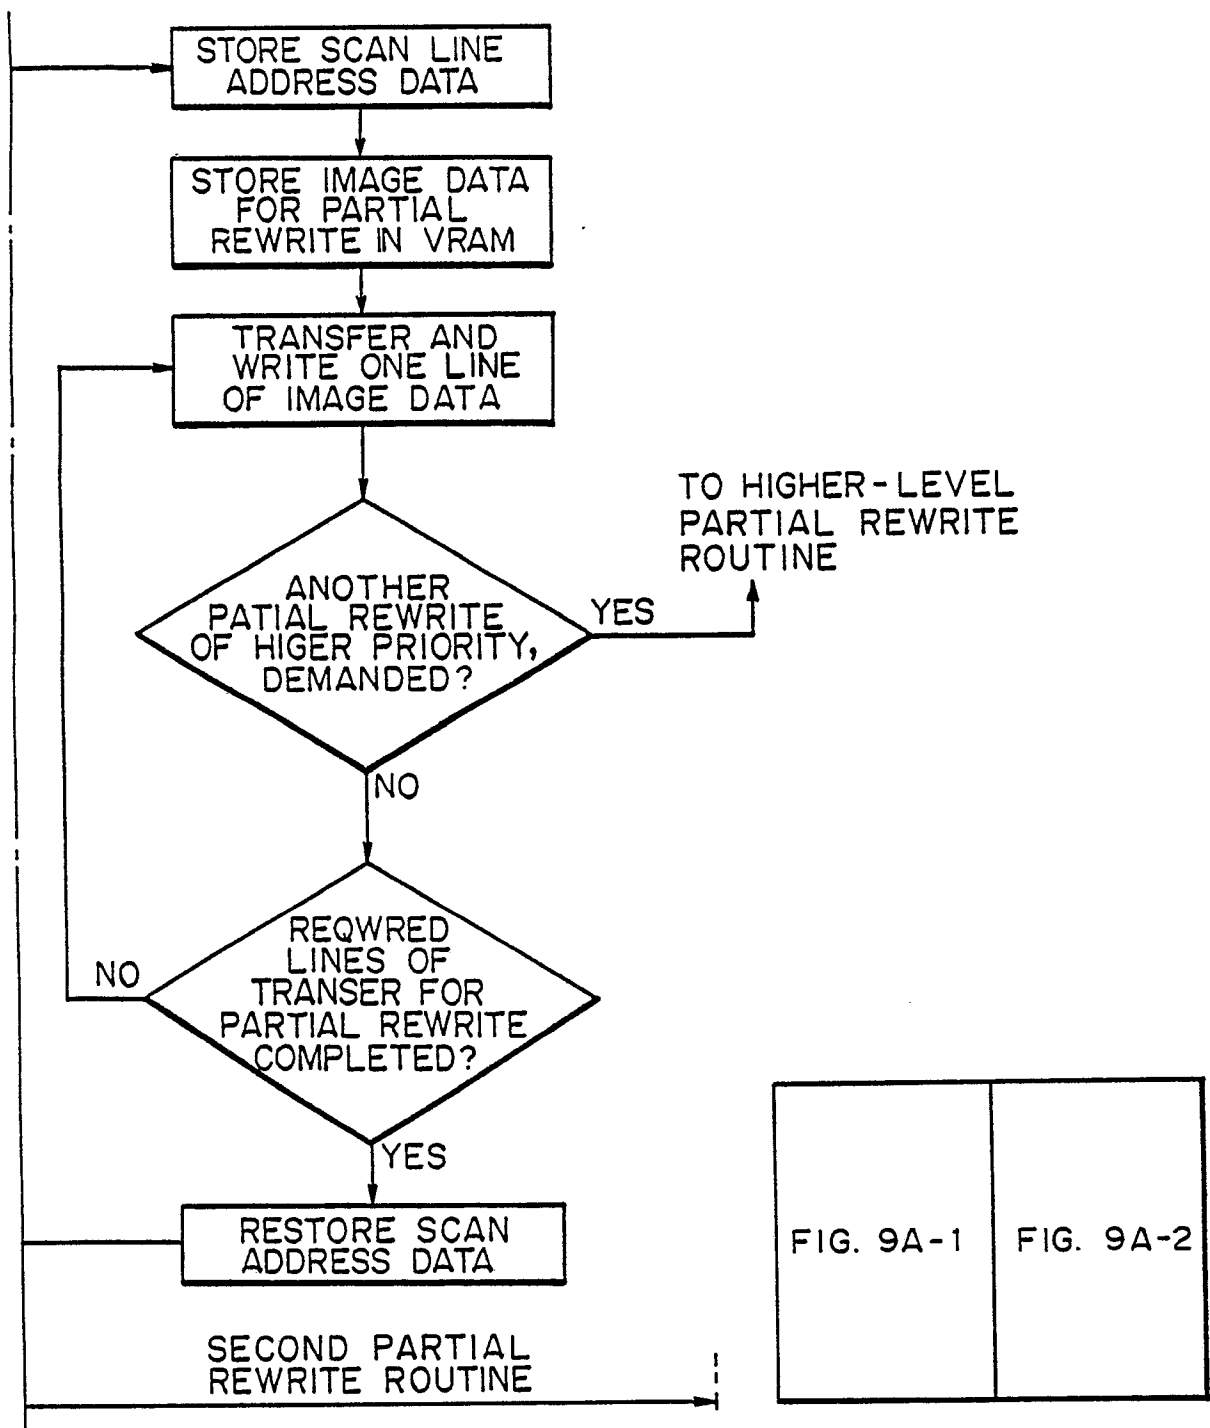 STORE SCAN LINE
ADDRESS DATA
STORE IMAGE DATA
FOR PARTIAL
REWRITE IN VRAM
TRANSFER AND
WRITE ONE LINE
OF IMAGE DATA
TO HIGHER-LEVEL
PARTIAL REWRITE
ROUTINE
ANOTHER
PATIAL REWRITE
OF HIGER PRIORITY,
DEMANDED?
YES
NO
REQWRED
LINES OF
TRANSER FOR
PARTIAL REWRITE
COMPLETED?
NO
YES
RESTORE SCAN
ADDRESS DATA
SECOND PARTIAL
REWRITE ROUTINE
FIG. 9A-1
FIG. 9A-2